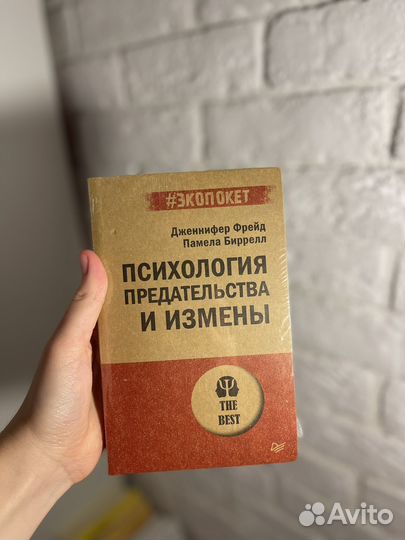 #ЭКОПОКЕТ
Дженнифер Фрейд
Памела Биррелл
ПСИХОЛОГИЯ
ПРЕДАТЕЛЬСТВА
И ИЗМЕНЫ
THE
BEST
Avito